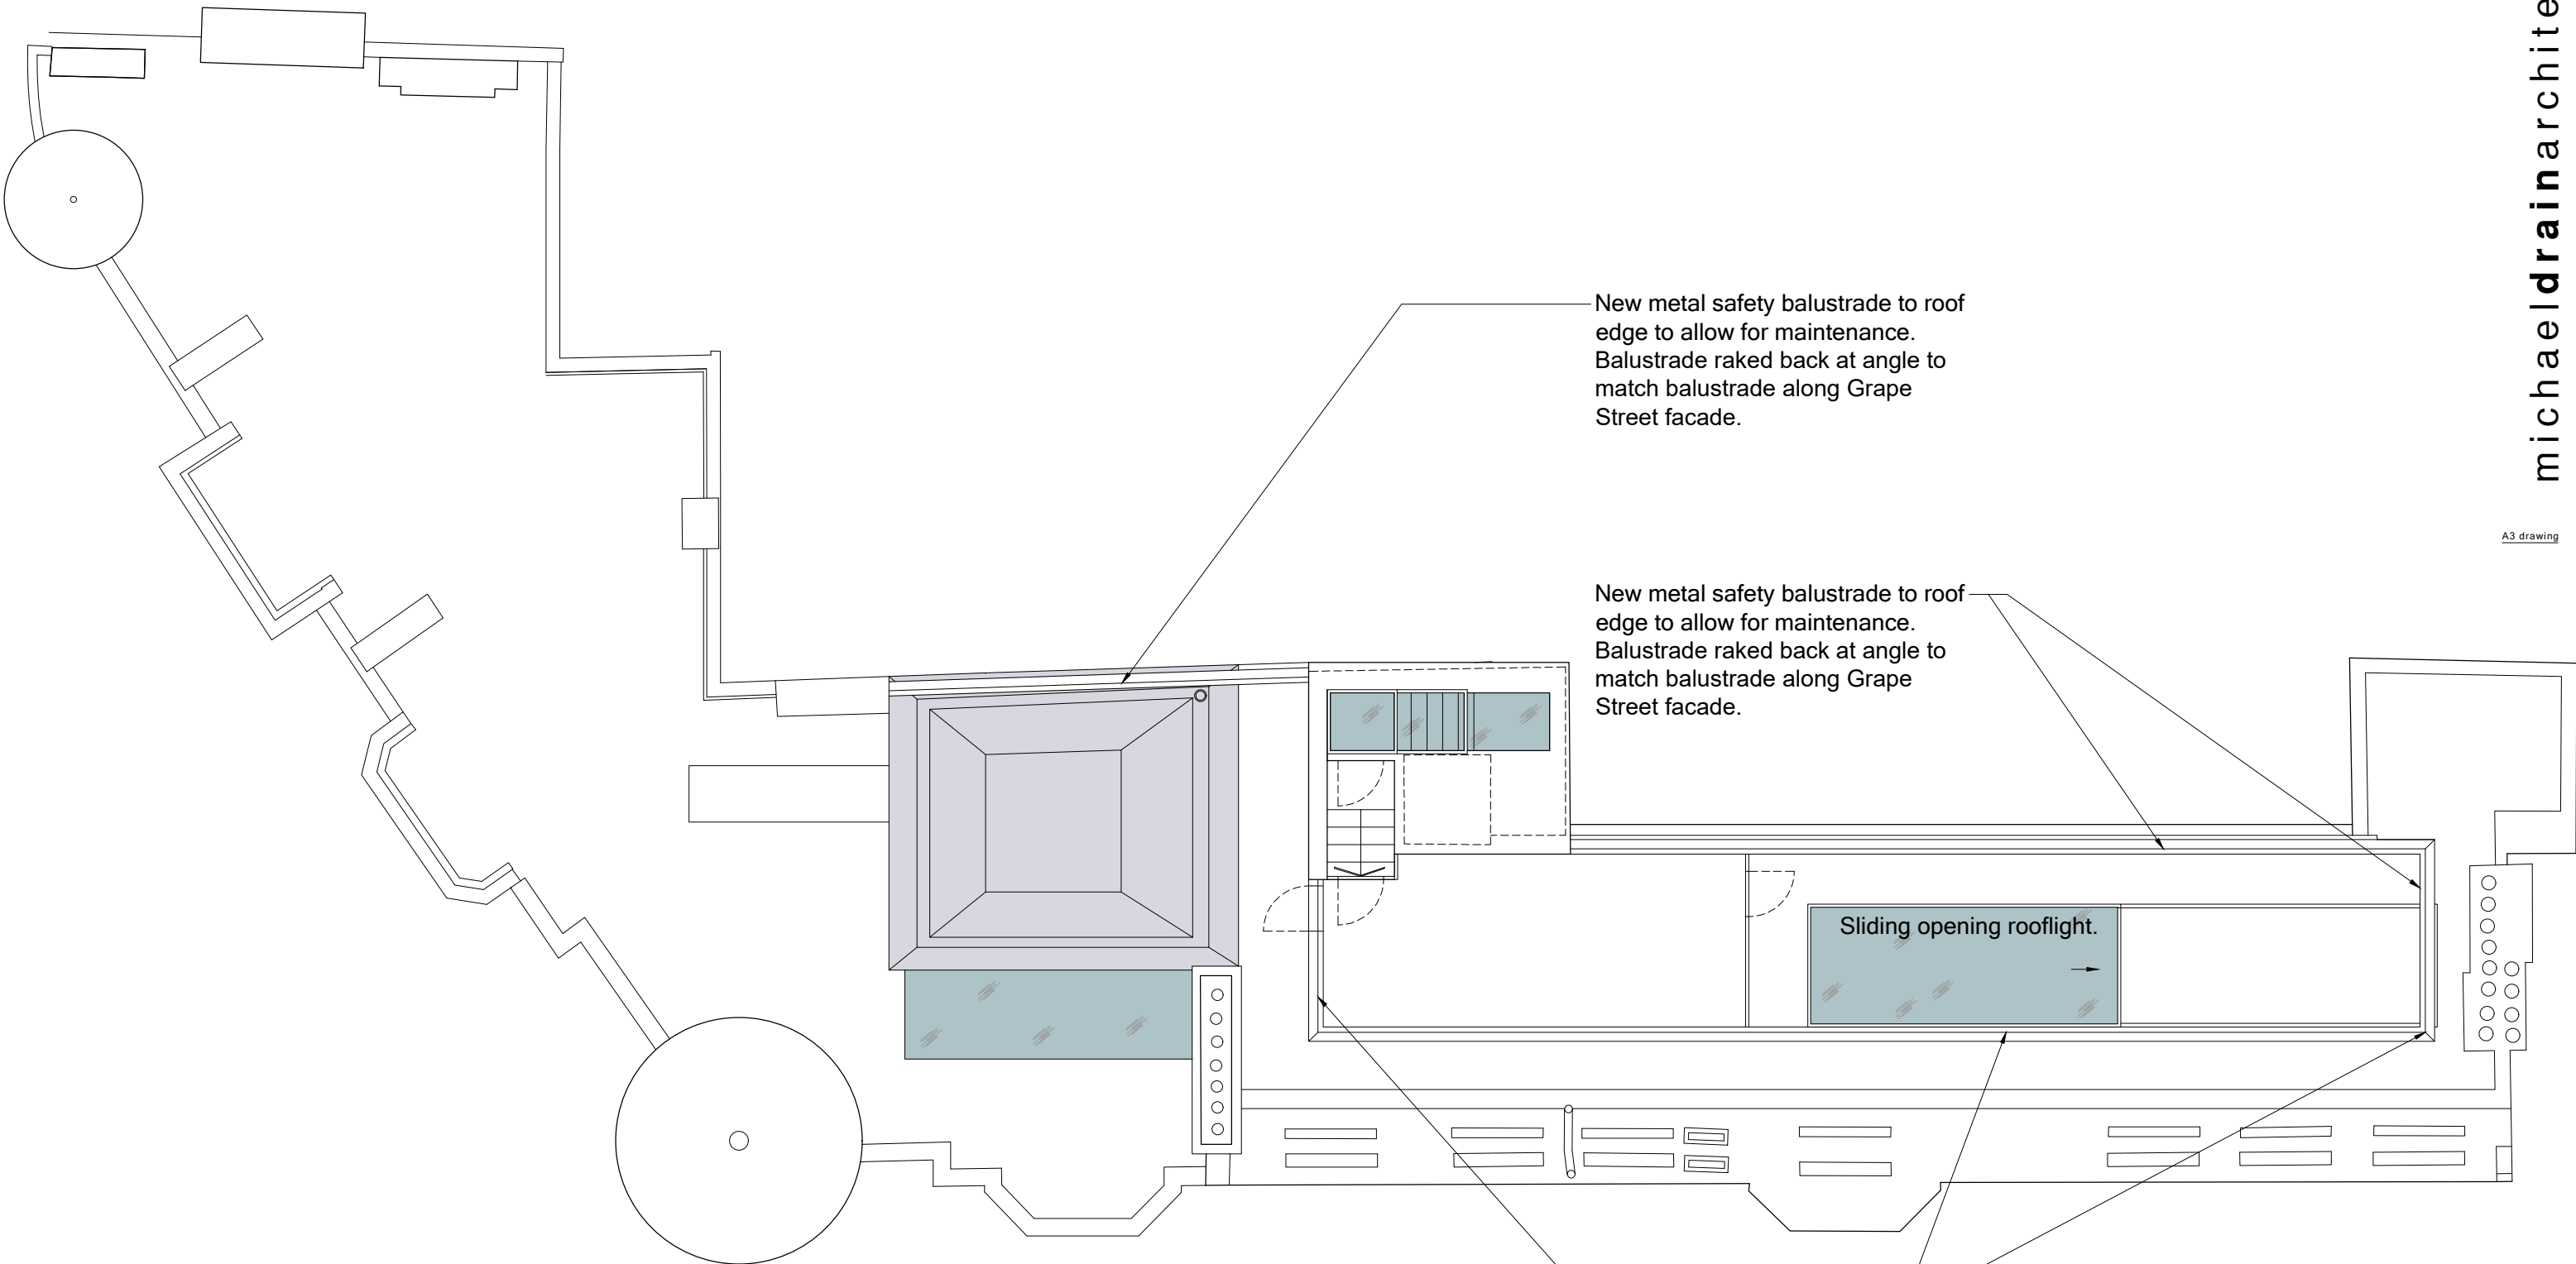 New metal safety balustrade to roof
edge to allow for maintenance.
Balustrade raked back at angle to
match balustrade along Grape
Street facade.
michaeldrainarchite
A3 drawing
New metal safety balustrade to roof
edge to allow for maintenance.
Balustrade raked back at angle to
match balustrade along Grape
Street facade.
Sliding opening rooflight.